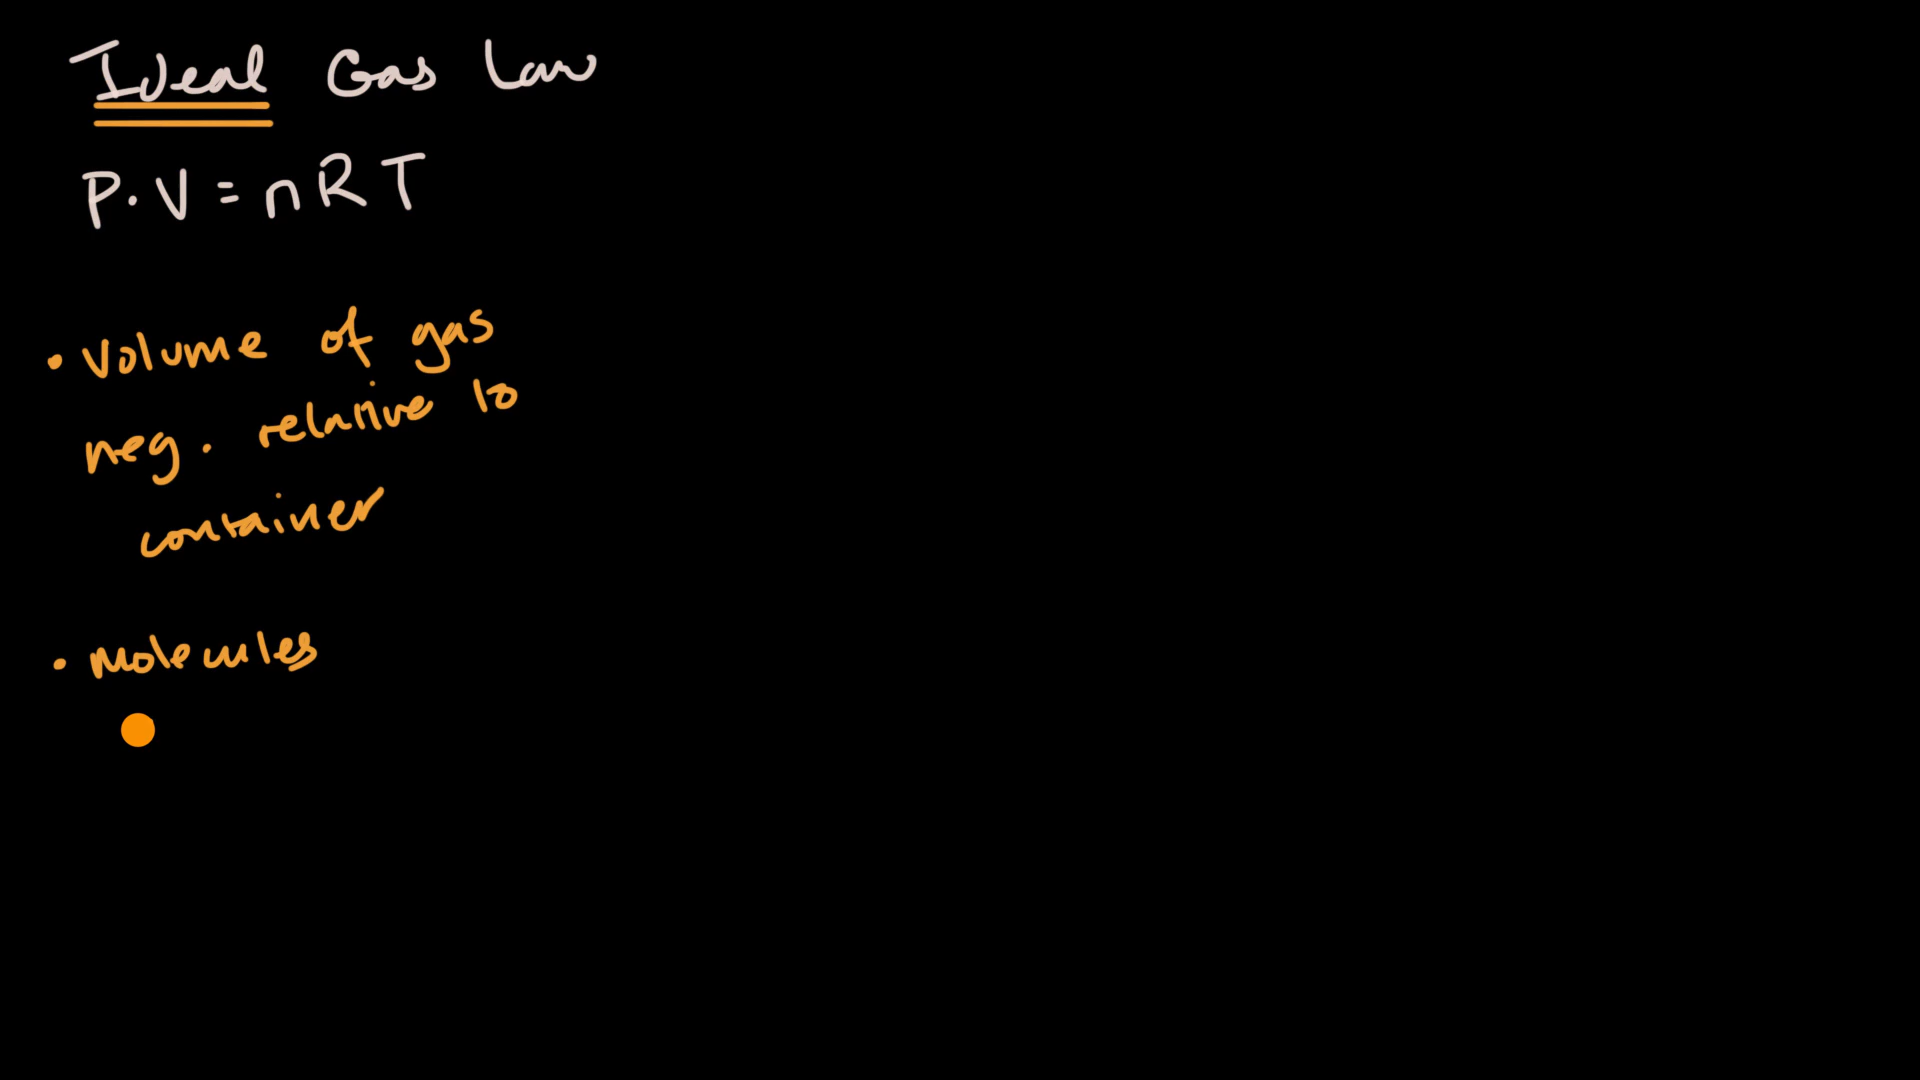 Ideal Gas Law
P·V=nRT
• volume of gas
neg. relative to
container
• molecules